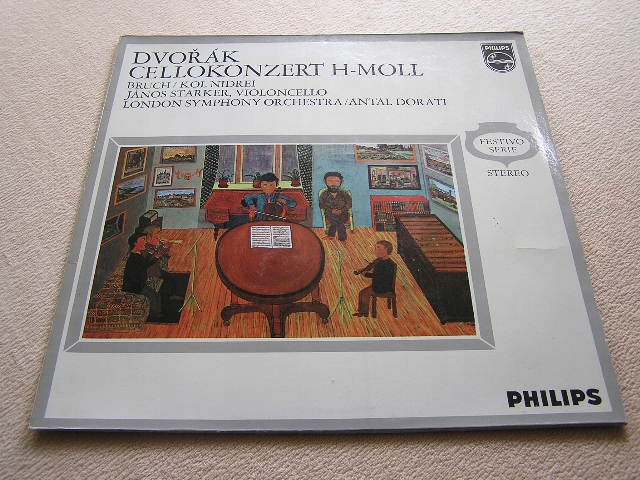 DVOŘÁK
CELLOKONZERT H-MOLL
BRUCH / KOL NIDREI
JÁNOS STARKER, VIOLONCELLO
LONDON SYMPHONY ORCHESTRA / ANTAL DORATI
PHILIPS
FESTIVO
SERIE
STEREO
PHILIPS